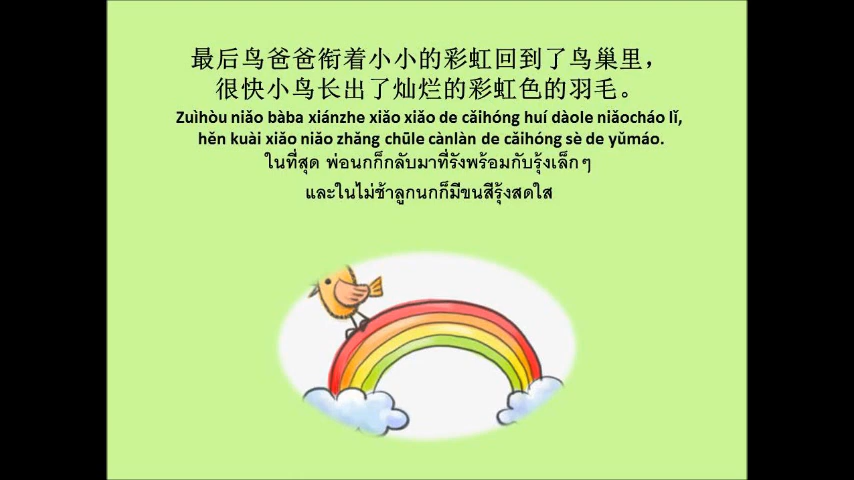 最后鸟爸爸衔着小小的彩虹回到了鸟巢里，
很快小鸟长出了灿烂的彩虹色的羽毛。
Zuìhòu niǎo bàba xiánzhe xiǎo xiǎo de cǎihóng huí dàole niǎocháo lǐ,
hěn kuài xiǎo niǎo zhǎng chūle cànlàn de cǎihóng sè de yǔmáo.
ในที่สุด พ่อนกก็กลับมาที่รังพร้อมกับรุ้งเล็กๆ
และในไม่ช้าลูกนกก็มีขนสีรุ้งสดใส